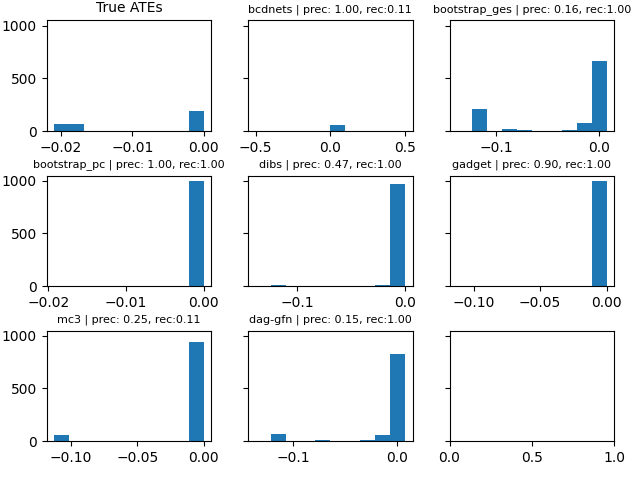 True ATEs
bcdnets | prec: 1.00, rec:0.11
bootstrap_ges | prec: 0.16, rec:1.00
1000
500
0
−0.02 −0.01 0.00
−0.5 0.0 0.5
−0.1 0.0
bootstrap_pc | prec: 1.00, rec:1.00
dibs | prec: 0.47, rec:1.00
gadget | prec: 0.90, rec:1.00
1000
500
0
−0.02 −0.01 0.00
−0.1 0.0
−0.10 −0.05 0.00
mc3 | prec: 0.25, rec:0.11
dag-gfn | prec: 0.15, rec:1.00
1000
500
0
−0.10 −0.05 0.00
−0.1 0.0
0.0 0.5 1.0